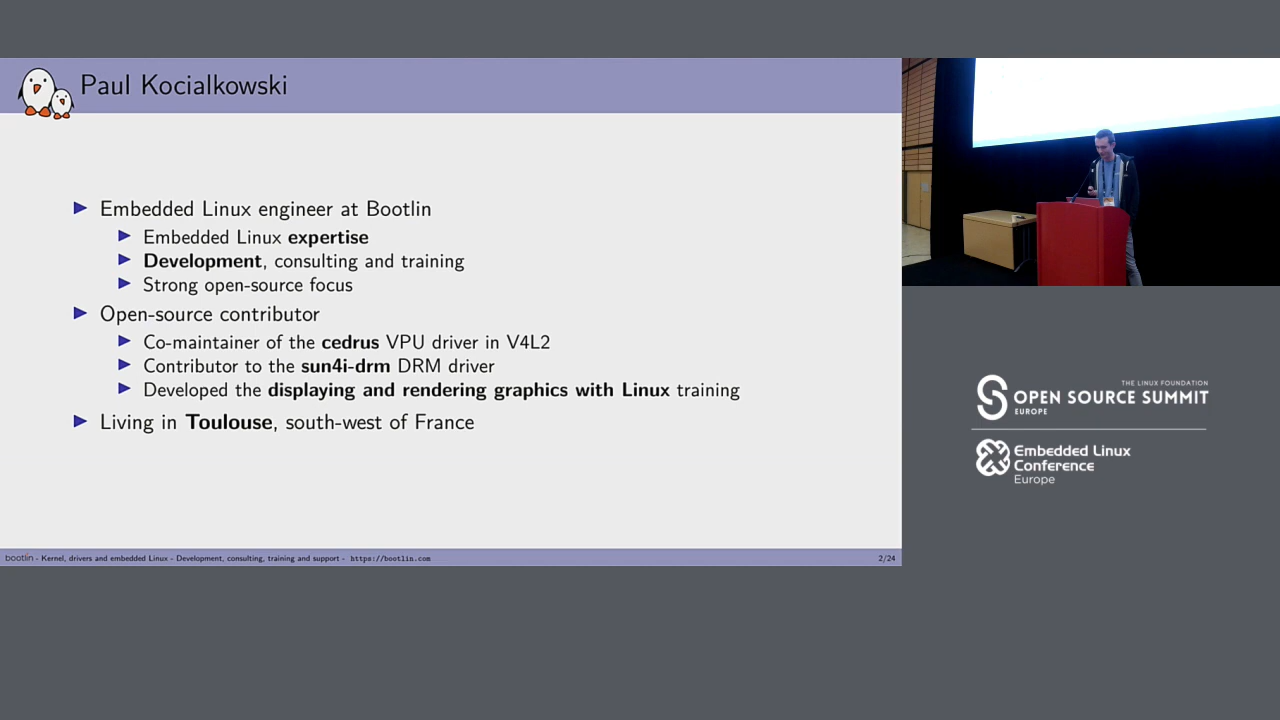 Paul Kocialkowski
Embedded Linux engineer at Bootlin
Embedded Linux expertise
Development, consulting and training
Strong open-source focus
Open-source contributor
Co-maintainer of the cedrus VPU driver in V4L2
Contributor to the sun4i-drm DRM driver
Developed the displaying and rendering graphics with Linux training
Living in Toulouse, south-west of France
bootlin - Kernel, drivers and embedded Linux - Development, consulting, training and support - https://bootlin.com
2/24
THE LINUX FOUNDATION
OPEN SOURCE SUMMIT
EUROPE
Embedded Linux
Conference
Europe